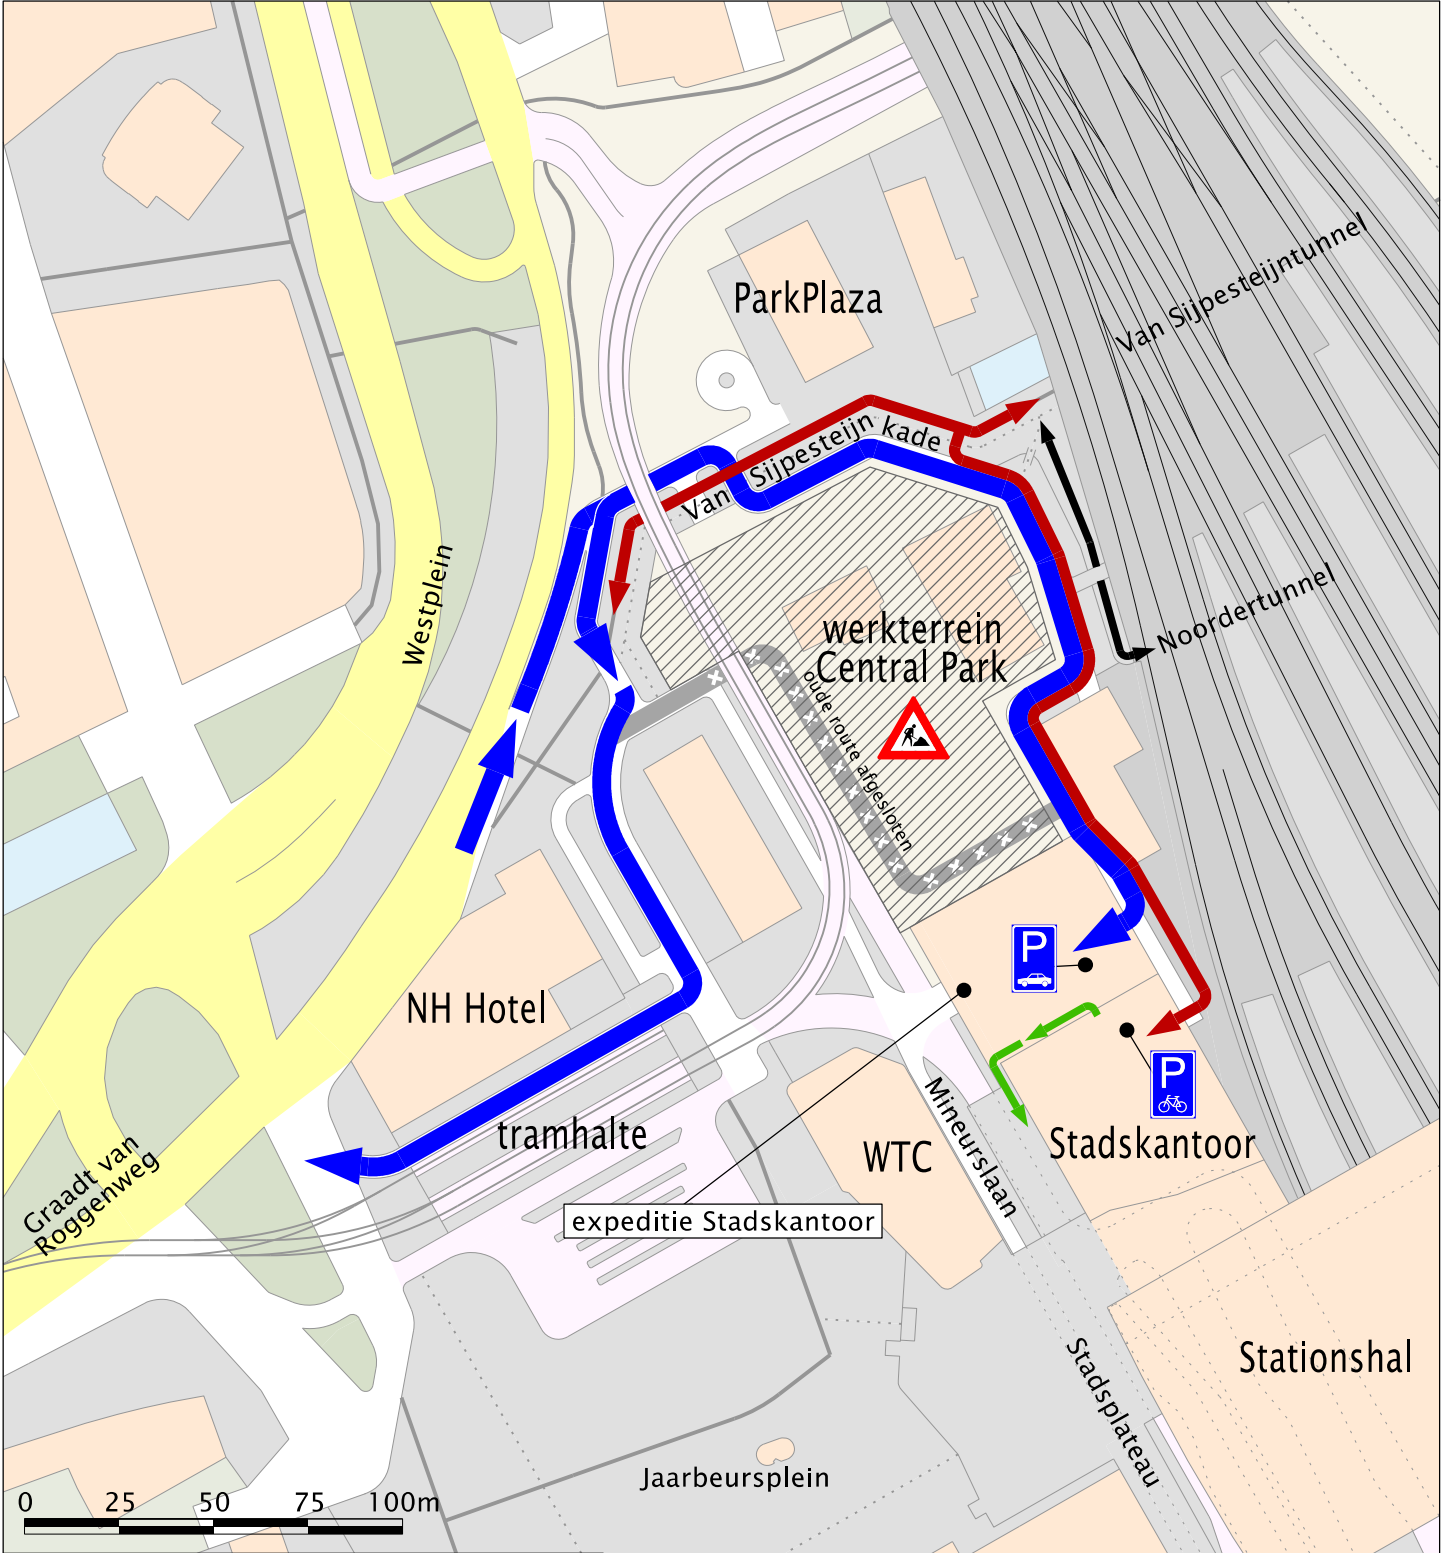 ParkPlaza
Van Sijpesteijntunnel
Van Sijpesteijn kade
Westplein
Noordertunnel
werkterrein
Central Park
oude route afgesloten
P
NH Hotel
P
Mineurslaan
Stadskantoor
tramhalte
WTC
Graadt van
Roggenweg
expeditie Stadskantoor
Stationshal
Stadsplateau
Jaarbeursplein
0 25 50 75 100m